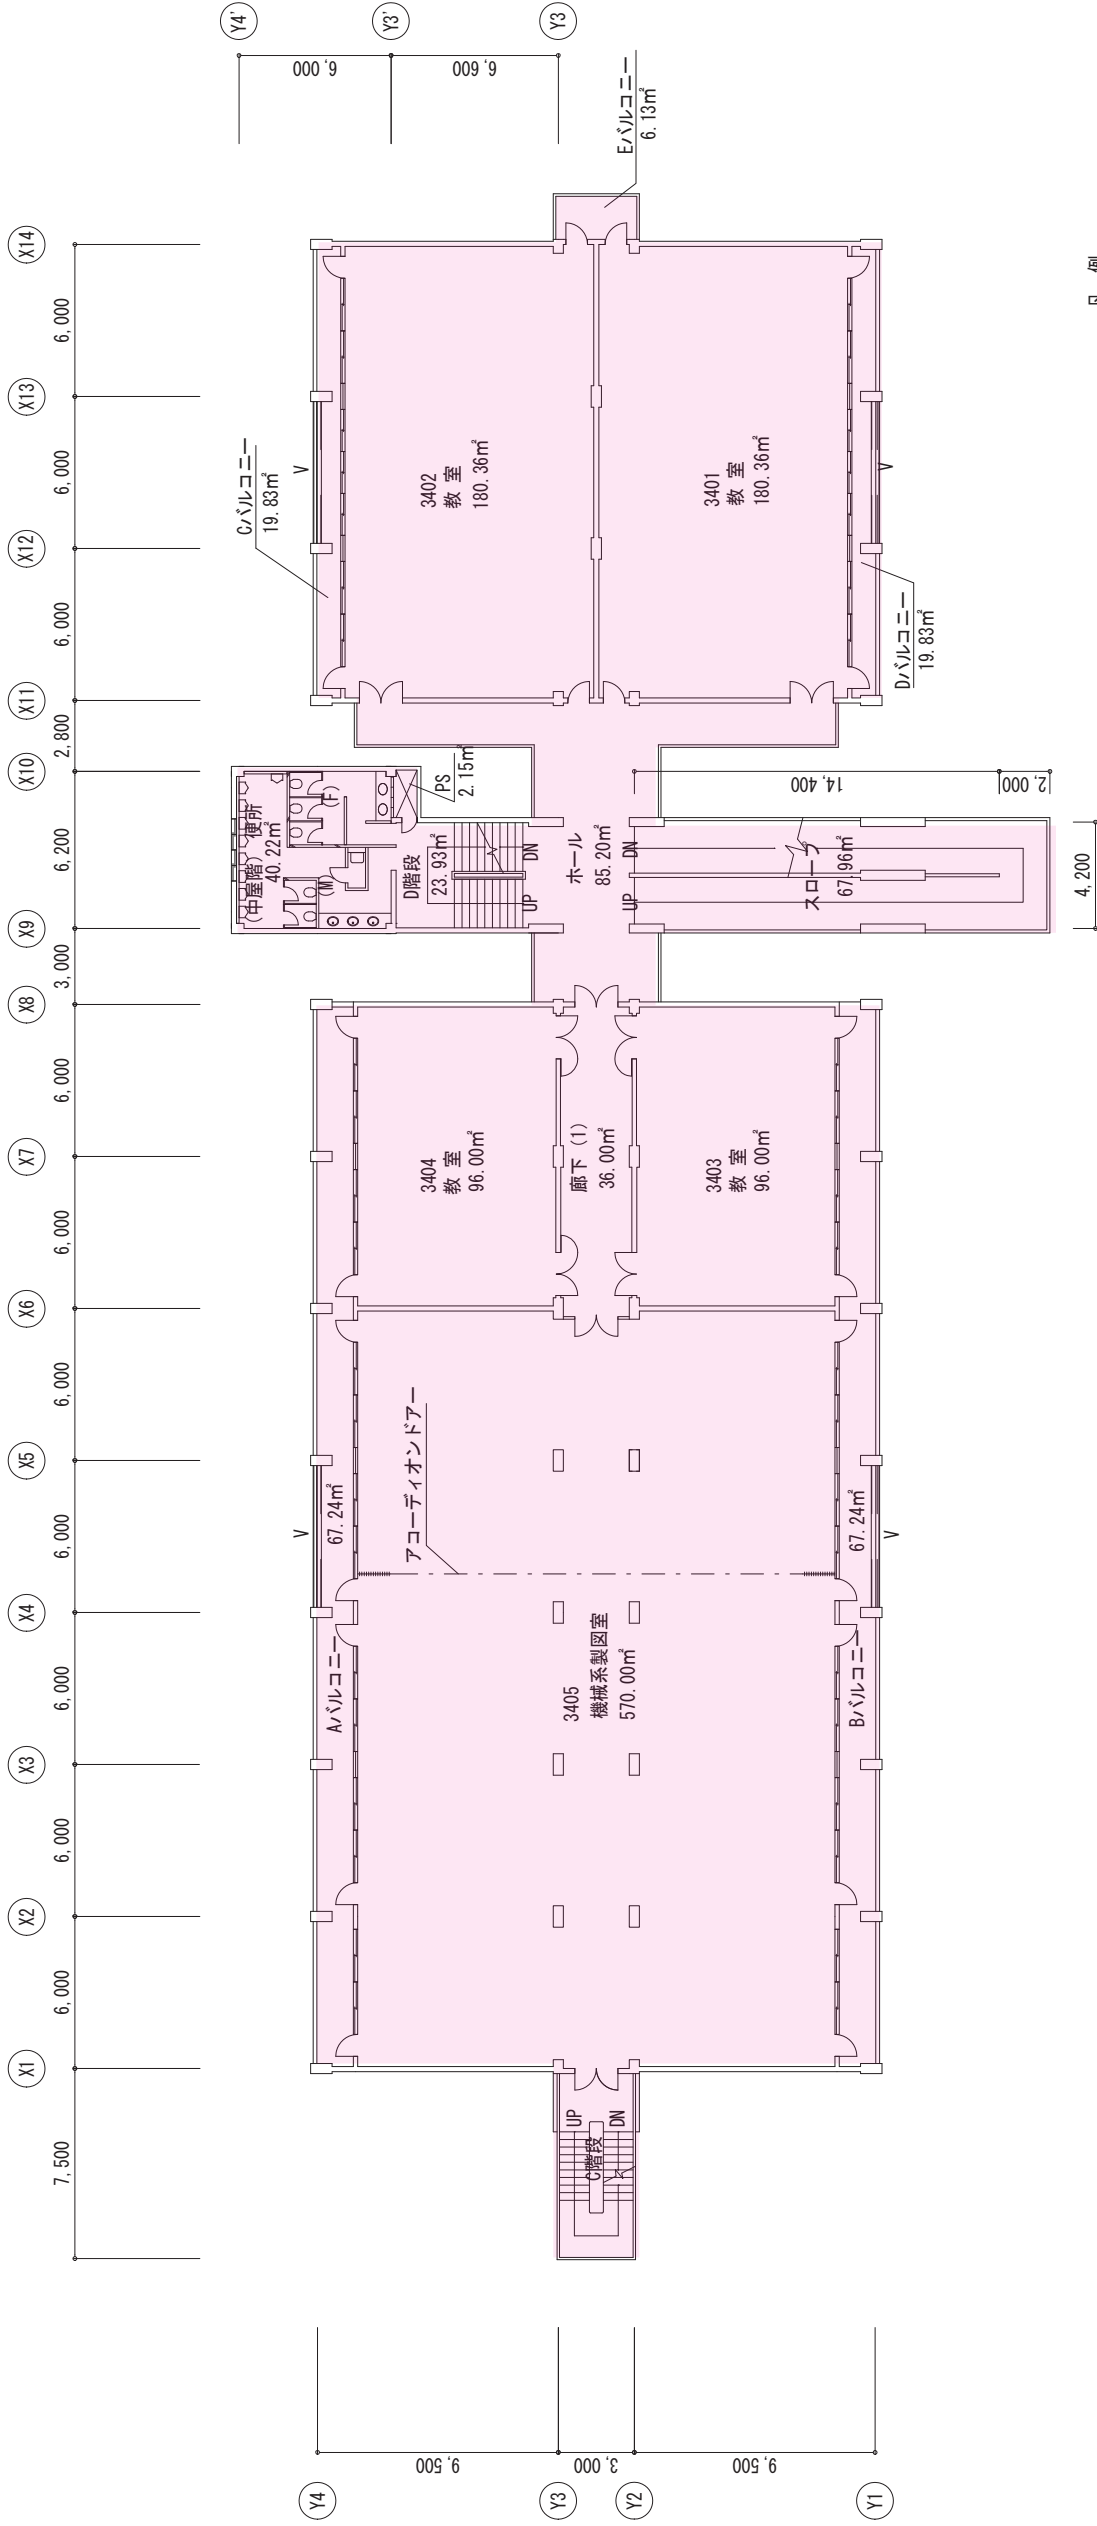 X1
X2
X3
X4
X5
X6
X7
X8
X9
X10
X11
X12
X13
X14
7,500
6,000
6,000
6,000
6,000
6,000
6,000
6,000
3,000
6,200
2,800
6,000
6,000
6,000
Y4'
Y3'
Y3
6,000
6,600
Y4
Y3
Y2
Y1
9,500
3,000
9,500
C階段
UP
DN
Aバルコニー
67.24㎡
V
アコーディオンドアー
3405
機械系製図室
570.00㎡
Bバルコニー
67.24㎡
V
3404
教 室
96.00㎡
廊下 (1)
36.00㎡
3403
教 室
96.00㎡
(中屋階) 便所
40.22㎡
(M)
(F)
D階段
23.93㎡
UP
DN
PS
2.15㎡
ホール
85.20㎡
UP
DN
スロープ
67.96㎡
14,400
2,000
4,200
Cバルコニー
19.83㎡
V
3402
教 室
180.36㎡
3401
教 室
180.36㎡
Dバルコニー
19.83㎡
V
Eバルコニー
6.13㎡